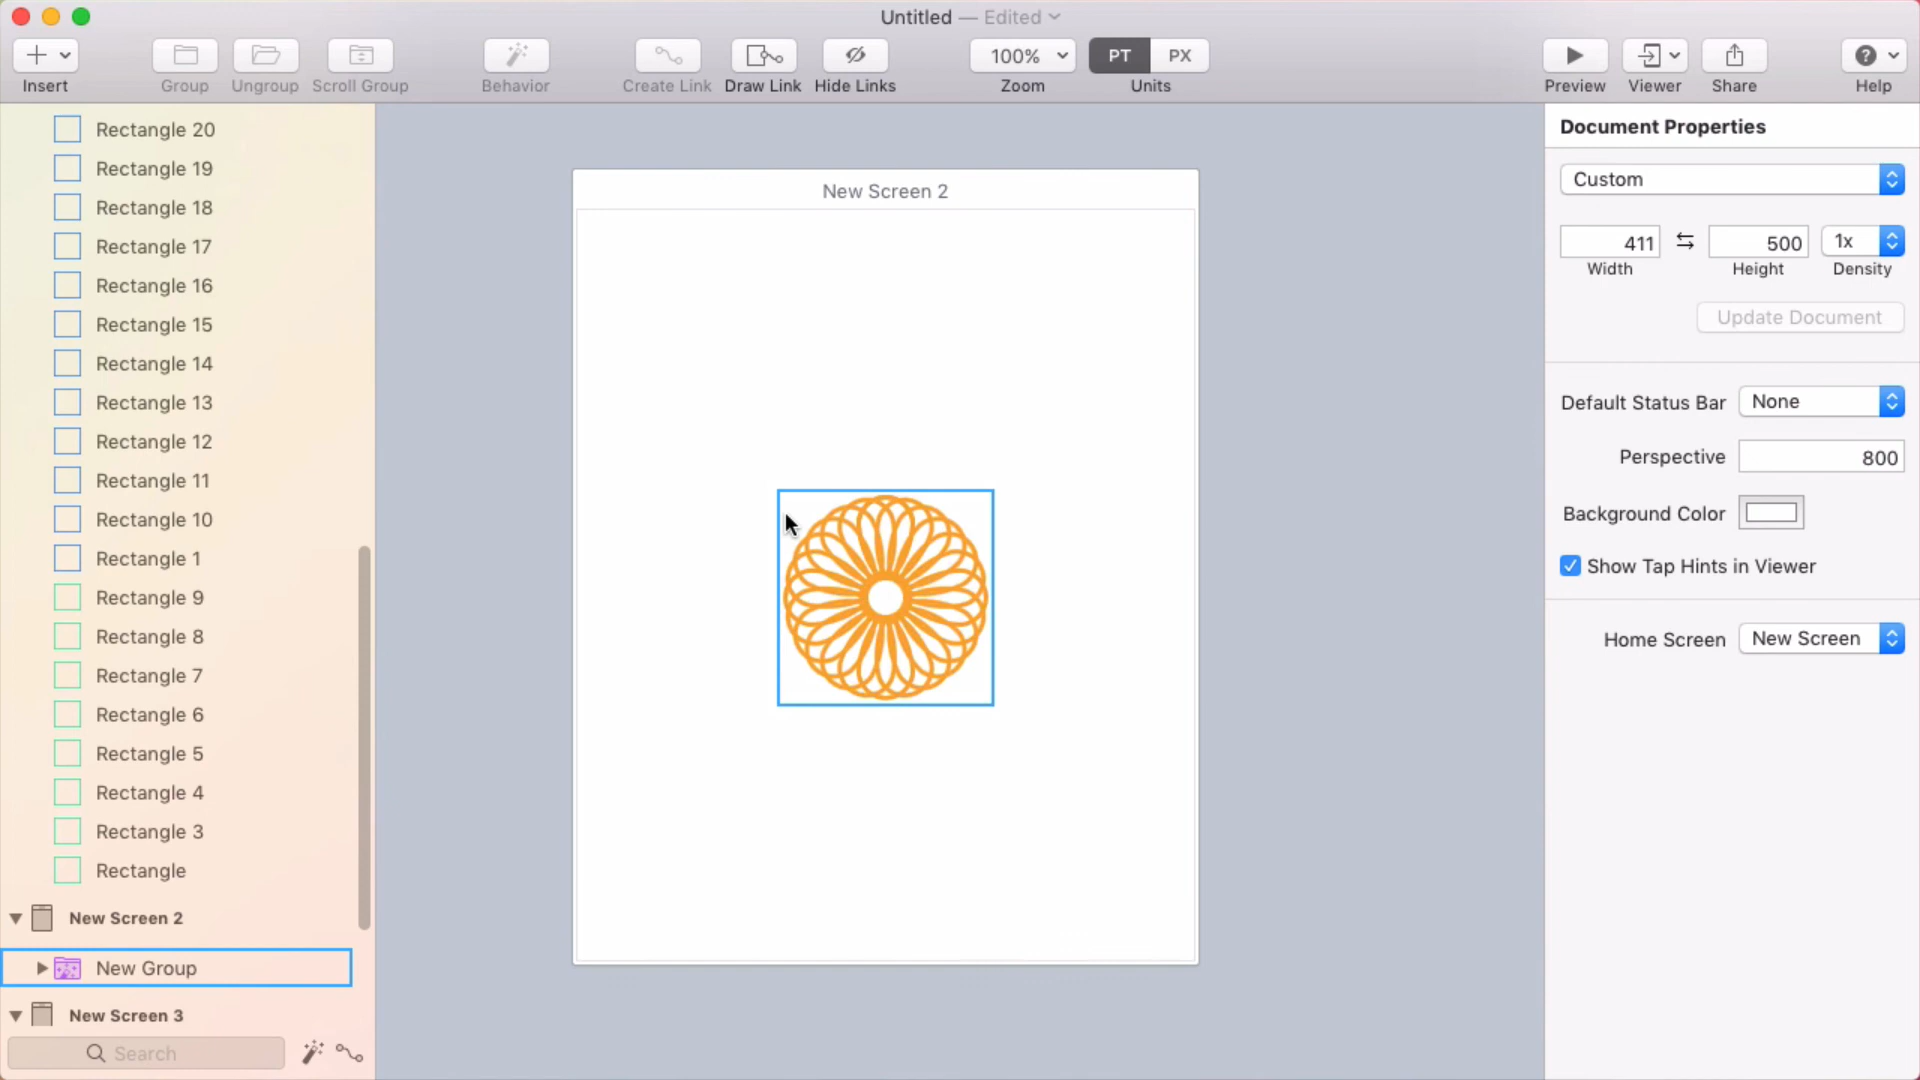 Untitled — Edited
100%
PT
PX
Insert
Group
Ungroup
Scroll Group
Behavior
Create Link
Draw Link
Hide Links
Zoom
Units
Preview
Viewer
Share
?
Help
Rectangle 20
Rectangle 19
Rectangle 18
Rectangle 17
Rectangle 16
Rectangle 15
Rectangle 14
Rectangle 13
Rectangle 12
Rectangle 11
Rectangle 10
Rectangle 1
Rectangle 9
Rectangle 8
Rectangle 7
Rectangle 6
Rectangle 5
Rectangle 4
Rectangle 3
Rectangle
New Screen 2
New Group
New Screen 3
Search
New Screen 2
Document Properties
Custom
411
500
1x
Width
Height
Density
Update Document
Default Status Bar
None
Perspective
800
Background Color
Show Tap Hints in Viewer
Home Screen
New Screen